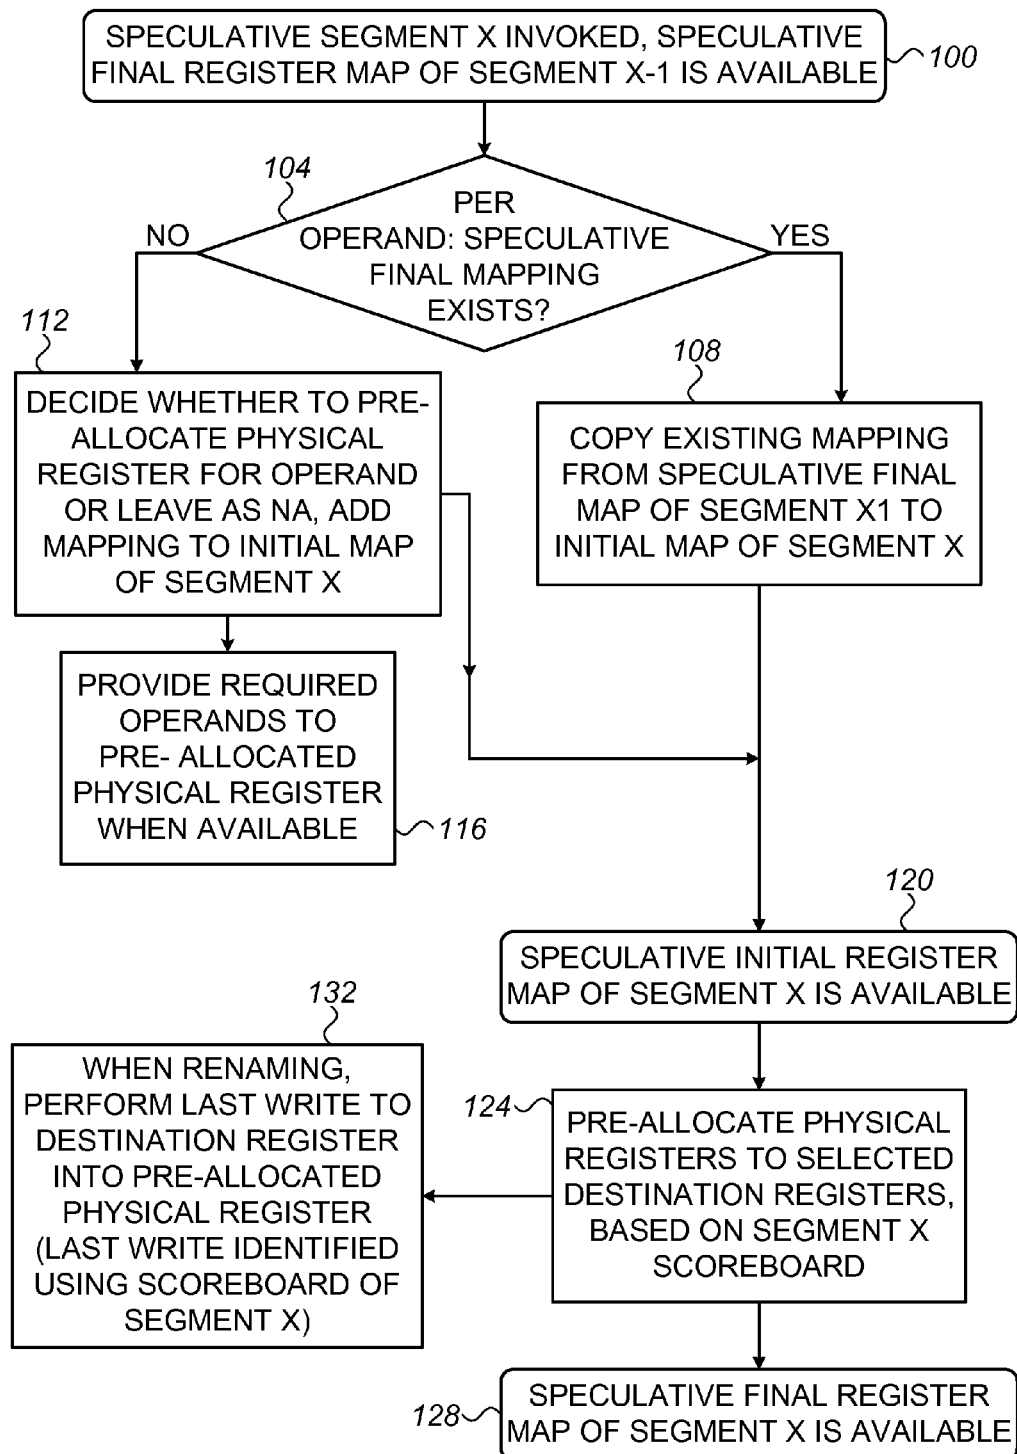 SPECULATIVE SEGMENT X INVOKED, SPECULATIVE
FINAL REGISTER MAP OF SEGMENT X-1 IS AVAILABLE
100
104
PER
OPERAND: SPECULATIVE
FINAL MAPPING
EXISTS?
NO
YES
112
DECIDE WHETHER TO PRE-
ALLOCATE PHYSICAL
REGISTER FOR OPERAND
OR LEAVE AS NA, ADD
MAPPING TO INITIAL MAP
OF SEGMENT X
108
COPY EXISTING MAPPING
FROM SPECULATIVE FINAL
MAP OF SEGMENT X1 TO
INITIAL MAP OF SEGMENT X
PROVIDE REQUIRED
OPERANDS TO
PRE- ALLOCATED
PHYSICAL REGISTER
WHEN AVAILABLE
116
120
SPECULATIVE INITIAL REGISTER
MAP OF SEGMENT X IS AVAILABLE
132
WHEN RENAMING,
PERFORM LAST WRITE TO
DESTINATION REGISTER
INTO PRE-ALLOCATED
PHYSICAL REGISTER
(LAST WRITE IDENTIFIED
USING SCOREBOARD OF
SEGMENT X)
124
PRE-ALLOCATE PHYSICAL
REGISTERS TO SELECTED
DESTINATION REGISTERS,
BASED ON SEGMENT X
SCOREBOARD
128
SPECULATIVE FINAL REGISTER
MAP OF SEGMENT X IS AVAILABLE